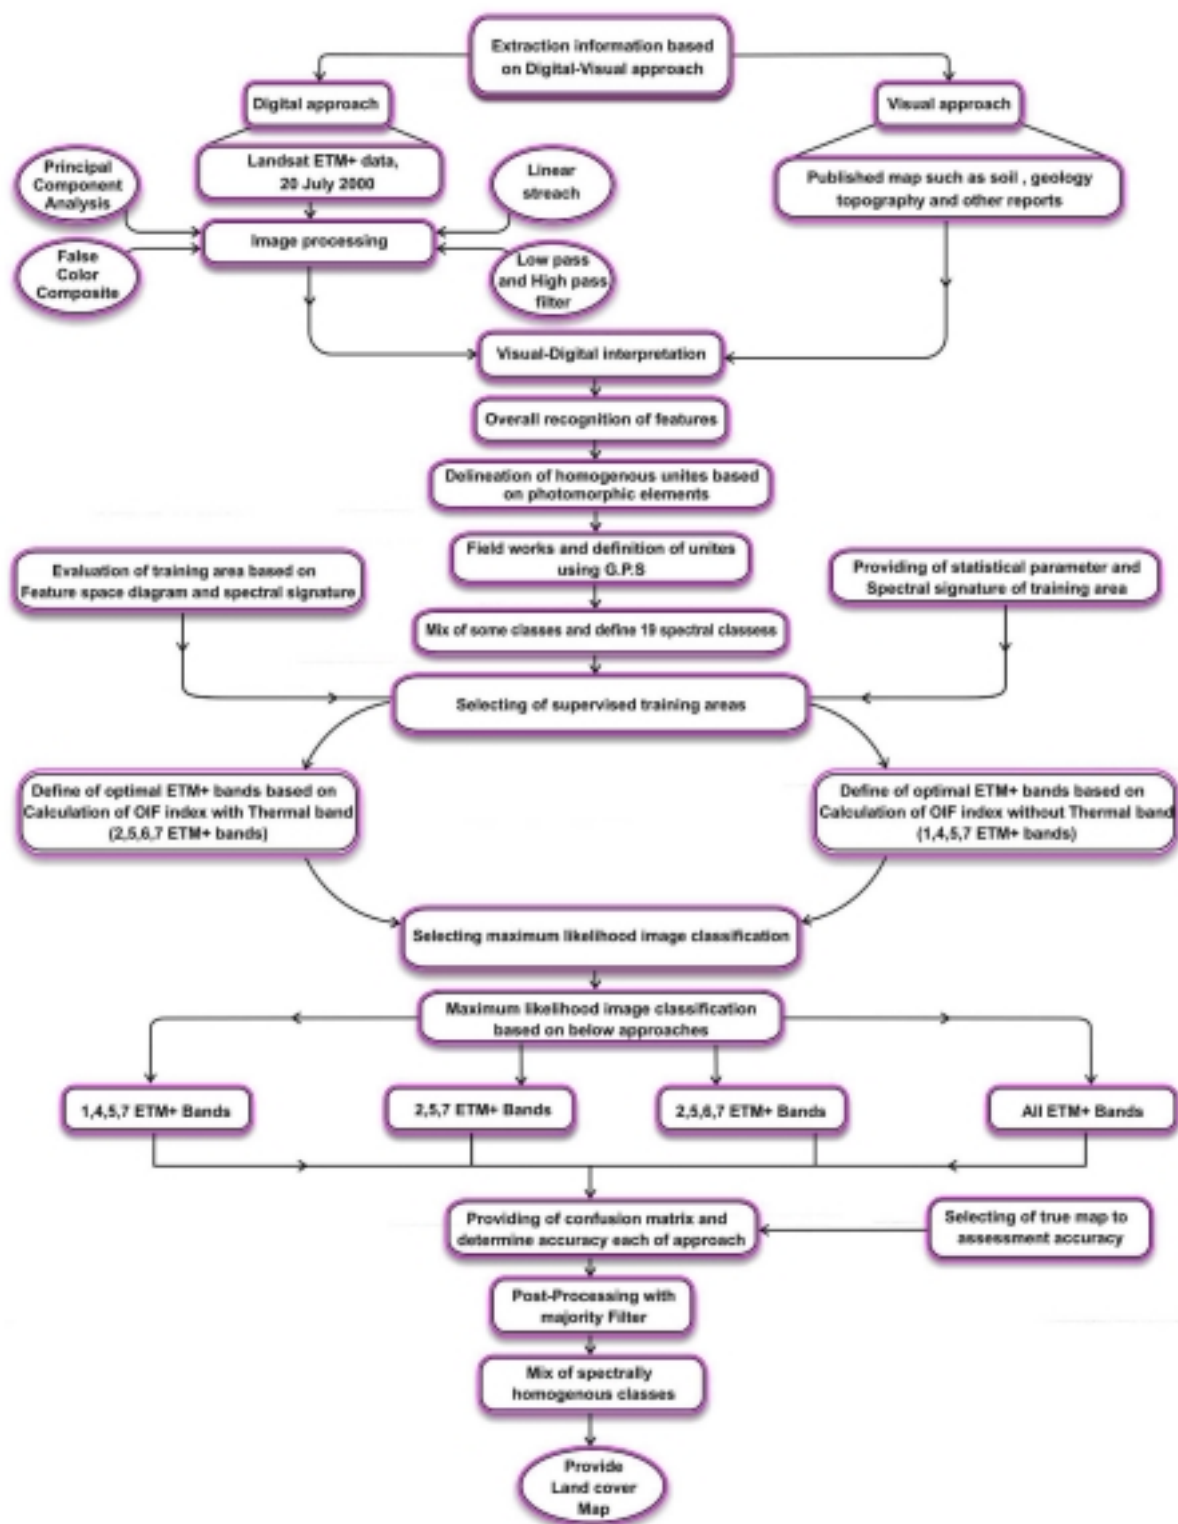 Extraction information based
on Digital-Visual approach
Digital approach
Visual approach
Landsat ETM+ data,
20 July 2000
Principal
Component
Analysis
Linear
streach
Published map such as soil , geology
topography and other reports
Image processing
False
Color
Composite
Low pass
and High pass
filter
Visual-Digital interpretation
Overall recognition of features
Delineation of homogenous unites based
on photomorphic elements
Field works and definition of unites
using G.P.S
Evaluation of training area based on
Feature space diagram and spectral signature
Providing of statistical parameter and
Spectral signature of training area
Mix of some classes and define 19 spectral classess
Selecting of supervised training areas
Define of optimal ETM+ bands based on
Calculation of OIF index with Thermal band
(2,5,6,7 ETM+ bands)
Define of optimal ETM+ bands based on
Calculation of OIF index without Thermal band
(1,4,5,7 ETM+ bands)
Selecting maximum likelihood image classification
Maximum likelihood image classification
based on below approaches
1,4,5,7 ETM+ Bands
2,5,7 ETM+ Bands
2,5,6,7 ETM+ Bands
All ETM+ Bands
Providing of confusion matrix and
determine accuracy each of approach
Selecting of true map to
assessment accuracy
Post-Processing with
majority Filter
Mix of spectrally
homogenous classes
Provide
Land cover
Map